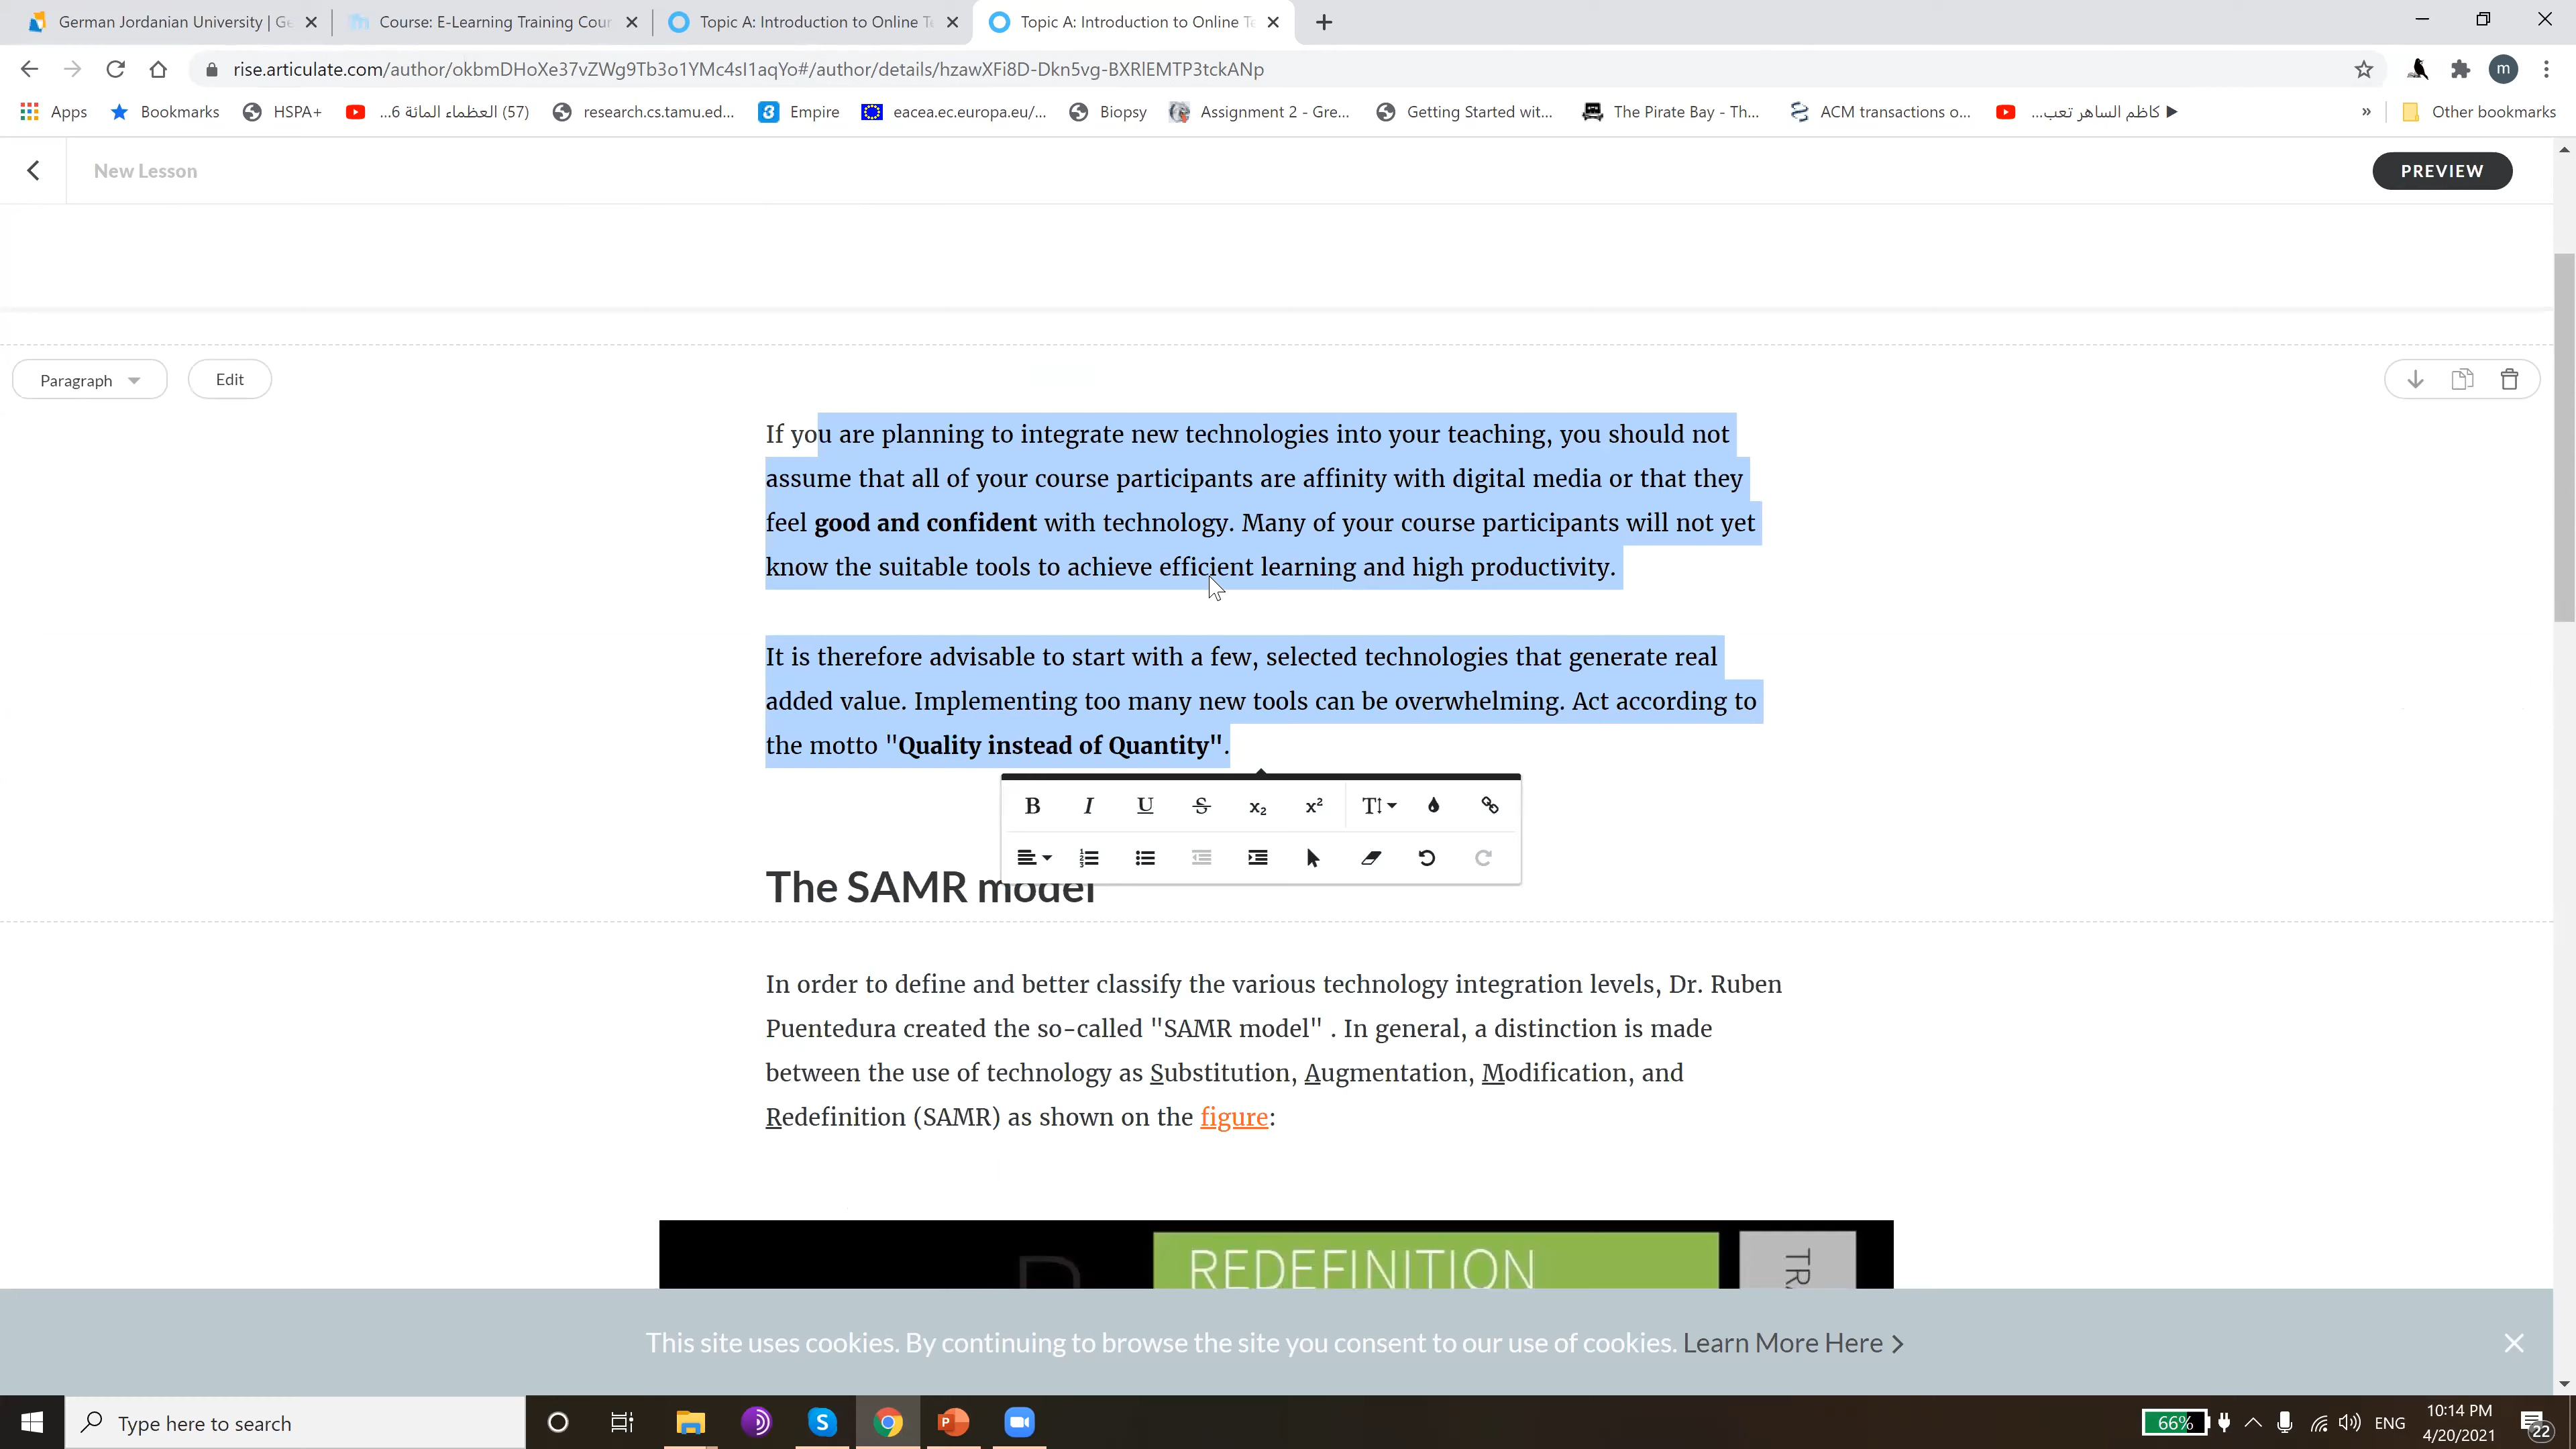 German Jordanian University | Ge
Course: E-Learning Training Cour
Topic A: Introduction to Online Te
Topic A: Introduction to Online Te
rise.articulate.com/author/okbmDHoXe37vZWg9Tb3o1YMc4sI1aqYo#/author/details/hzawXFi8D-Dkn5vg-BXRlEMTP3tckANp
m
Apps
Bookmarks
HSPA+
(57) العظماء المائة 6...
research.cs.tamu.ed...
3
Empire
eacea.ec.europa.eu/...
Biopsy
Assignment 2 - Gre...
Getting Started wit...
The Pirate Bay - Th...
ACM transactions o...
▶ كاظم الساهر تعب...
»
Other bookmarks
New Lesson
PREVIEW
Paragraph
Edit
If you are planning to integrate new technologies into your teaching, you should not
assume that all of your course participants are affinity with digital media or that they
feel good and confident with technology. Many of your course participants will not yet
know the suitable tools to achieve efficient learning and high productivity.
It is therefore advisable to start with a few, selected technologies that generate real
added value. Implementing too many new tools can be overwhelming. Act according to
the motto "Quality instead of Quantity".
B I U S x₂ x² T
The SAMR model
In order to define and better classify the various technology integration levels, Dr. Ruben
Puentedura created the so-called "SAMR model" . In general, a distinction is made
between the use of technology as Substitution, Augmentation, Modification, and
Redefinition (SAMR) as shown on the figure:
REDEFINITION
This site uses cookies. By continuing to browse the site you consent to our use of cookies. Learn More Here >
Type here to search
S
P
66%
ENG
10:14 PM
4/20/2021
22